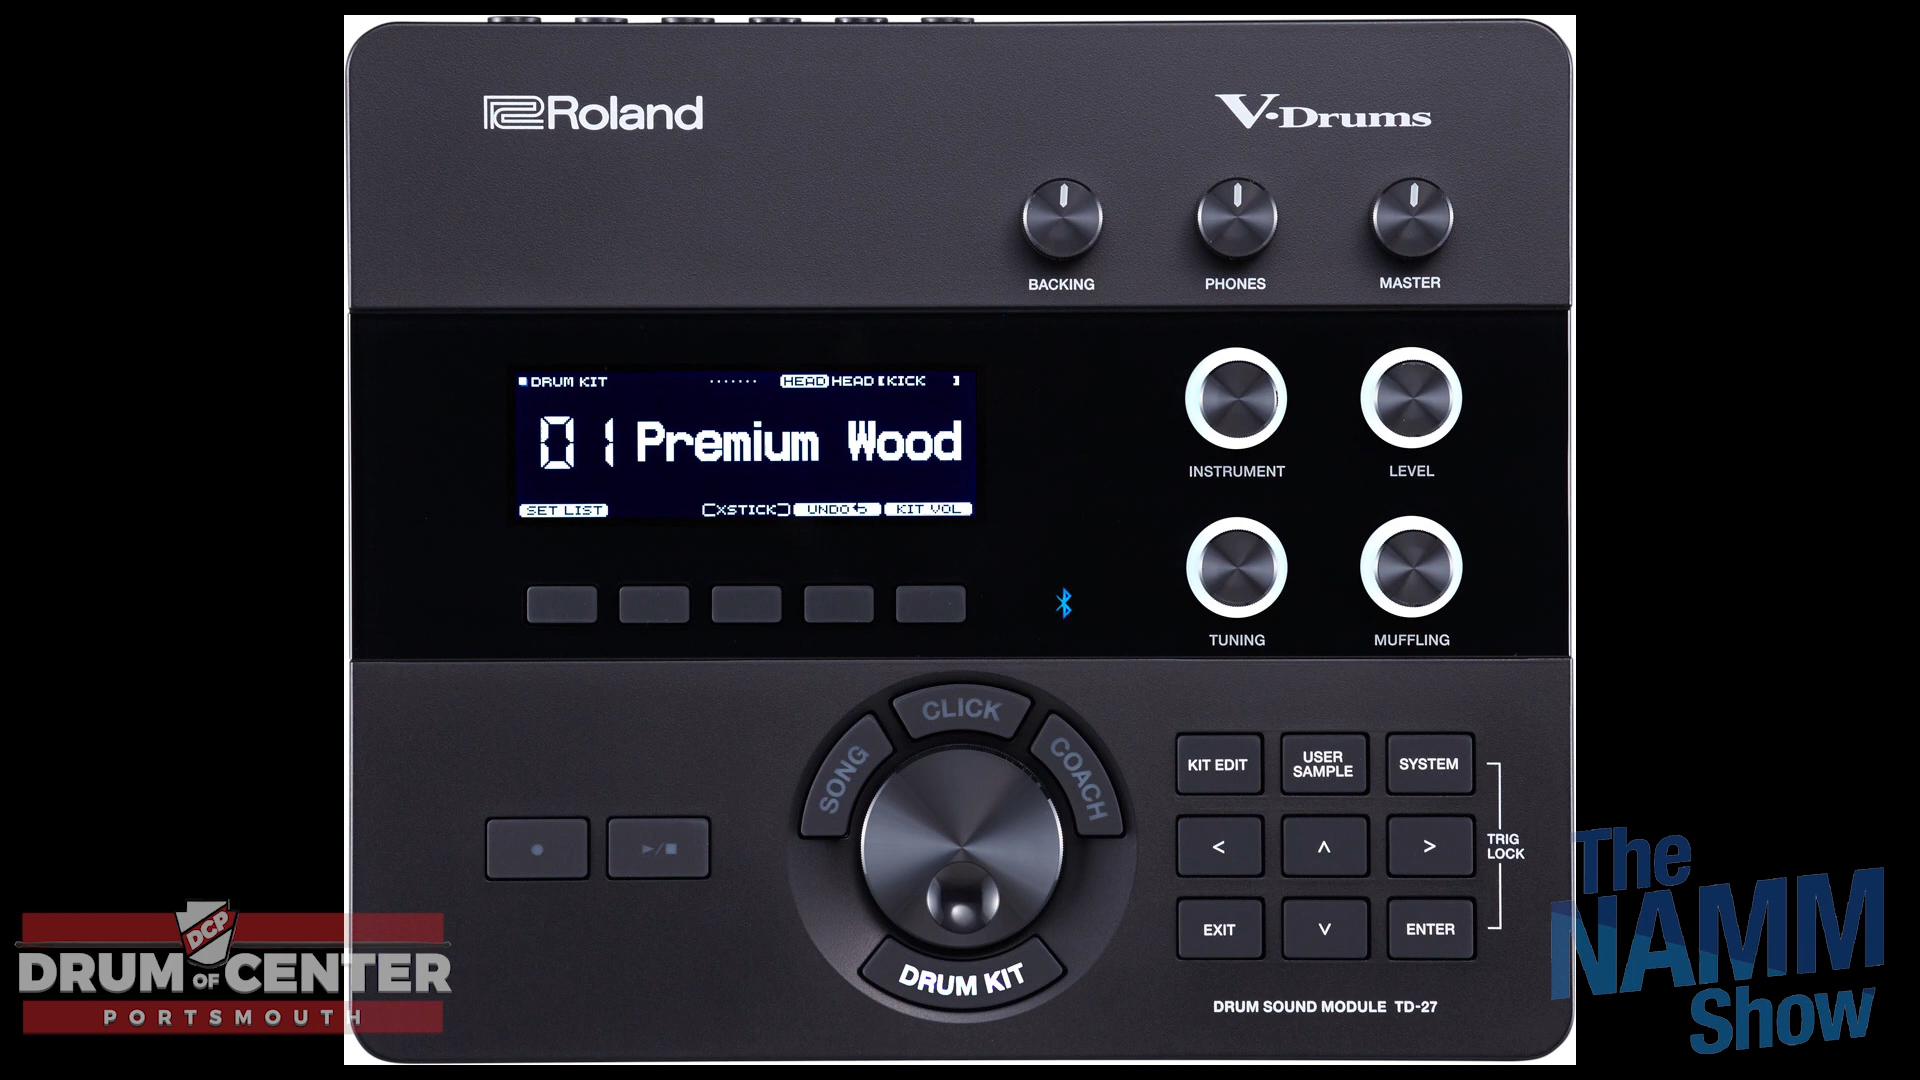 Roland
V-Drums
BACKING
PHONES
MASTER
DRUM KIT
HEAD HEAD [KICK ]
01 Premium Wood
SET LIST
[XSTICK]
UNDO
KIT VOL
INSTRUMENT
LEVEL
TUNING
MUFFLING
SONG
CLICK
COACH
DRUM KIT
KIT EDIT
USER
SAMPLE
SYSTEM
<
^
>
TRIG
LOCK
EXIT
v
ENTER
DRUM SOUND MODULE TD-27
DCP
DRUM OF CENTER
PORTSMOUTH
The
NAMM
Show